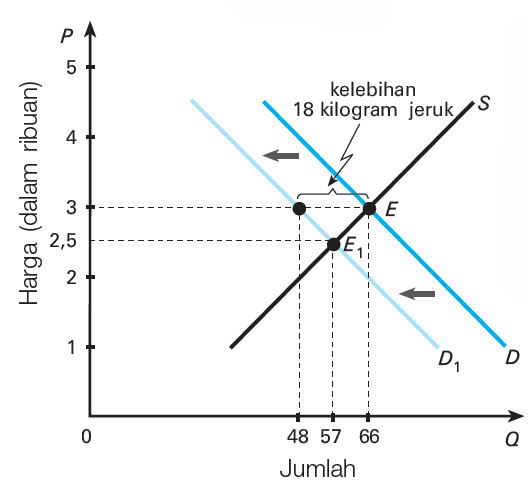 P
5
kelebihan
18 kilogram jeruk
S
4
3
E
2,5
E1
2
1
D1
D
0
48
57
66
Q
Harga (dalam ribuan)
Jumlah